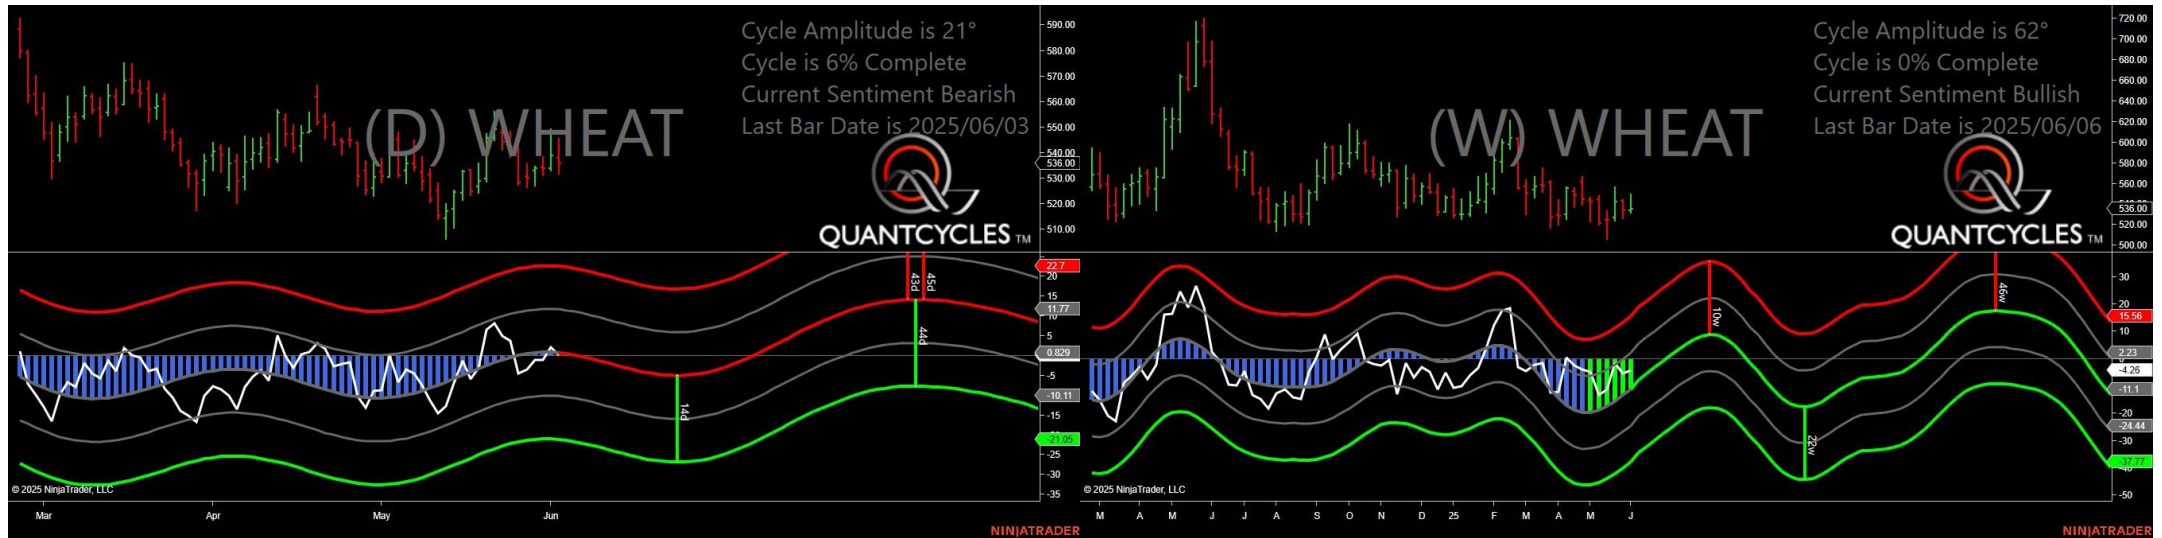 Cycle Amplitude is 21°
Cycle is 6% Complete
Current Sentiment Bearish
Last Bar Date is 2025/06/03
(D) WHEAT
QUANTCYCLES TM
590.00
580.00
570.00
560.00
550.00
540.00
536.00
530.00
520.00
510.00
43d
45d
44d
14d
22.7
20
15
11.77
10
5
0.829
-5
-10.11
-15
-21.05
-25
-30
-35
© 2025 NinjaTrader, LLC
Mar
Apr
May
Jun
NINJATRADER
Cycle Amplitude is 62°
Cycle is 0% Complete
Current Sentiment Bullish
Last Bar Date is 2025/06/06
(W) WHEAT
QUANTCYCLES TM
720.00
700.00
680.00
660.00
640.00
620.00
600.00
580.00
560.00
536.00
520.00
500.00
10w
46w
22w
30
20
15.56
10
2.23
-4.26
-11.1
-20
-24.44
-30
-37.77
-40
-50
© 2025 NinjaTrader, LLC
M A M J J A S O N D 25 F M A M J
NINJATRADER